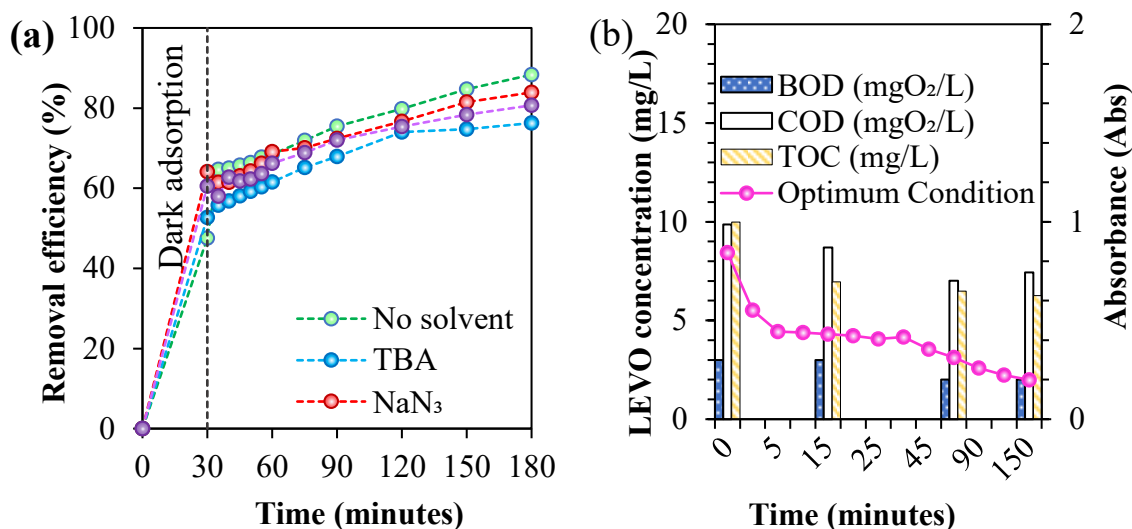 (a)
Removal efficiency (%)
100
80
60
40
20
0
Dark adsorption
No solvent
TBA
NaN₃
0 30 60 90 120 150 180
Time (minutes)
(b)
LEVO concentration (mg/L)
20
15
10
5
0
BOD (mgO₂/L)
COD (mgO₂/L)
TOC (mg/L)
Optimum Condition
2
1
0
Absorbance (Abs)
0 5 15 25 45 90 150
Time (minutes)